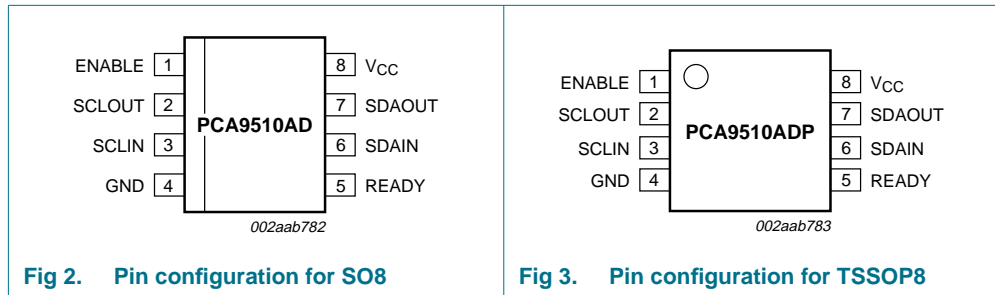 ENABLE 1 8 VCC
SCLOUT 2 7 SDAOUT
PCA9510AD
SCLIN 3 6 SDAIN
GND 4 5 READY
002aab782
Fig 2. Pin configuration for SO8
ENABLE 1 8 VCC
SCLOUT 2 7 SDAOUT
PCA9510ADP
SCLIN 3 6 SDAIN
GND 4 5 READY
002aab783
Fig 3. Pin configuration for TSSOP8